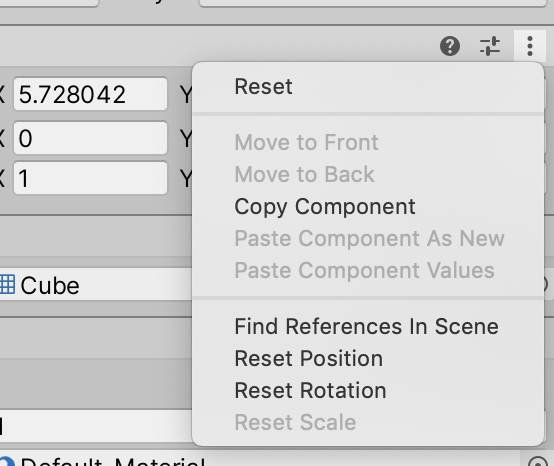 Reset
X 5.728042 Y
Move to Front
X 0 Y
Move to Back
X 1 Y
Copy Component
Paste Component As New
Paste Component Values
Cube
Find References In Scene
Reset Position
Reset Rotation
Reset Scale
Default-Material